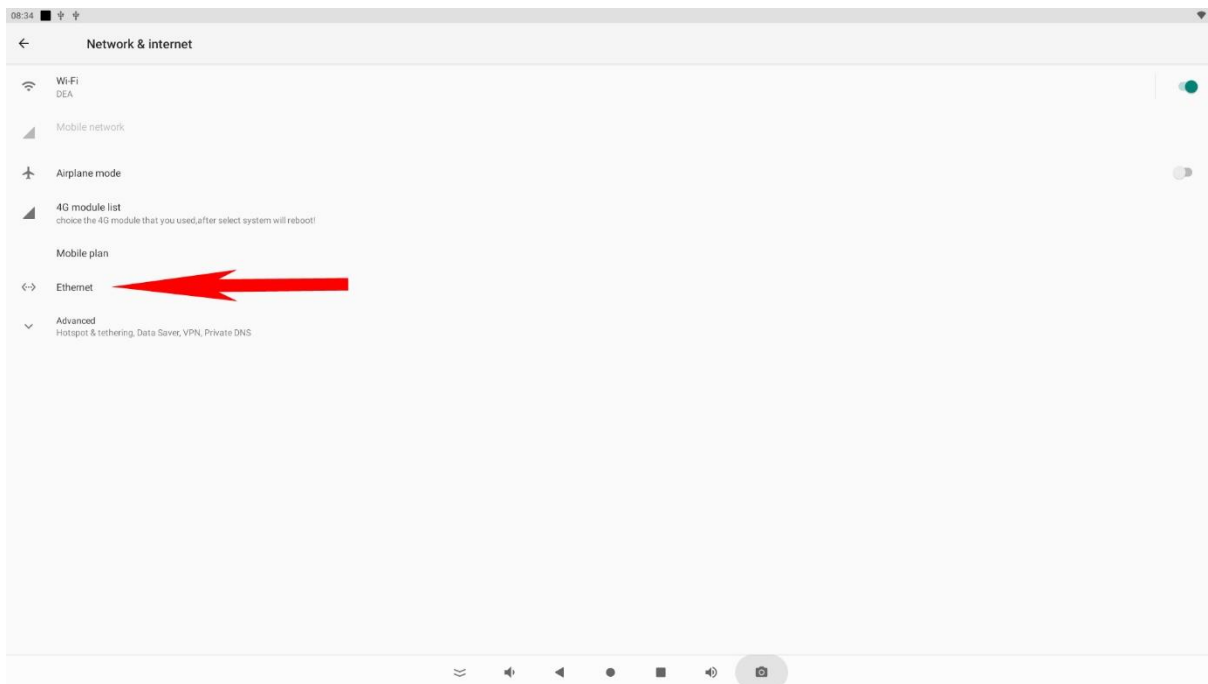 08:34
Network & internet
Wi-Fi
DEA
Mobile network
Airplane mode
4G module list
choice the 4G module that you used,after select system will reboot!
Mobile plan
Ethernet
Advanced
Hotspot & tethering, Data Saver, VPN, Private DNS